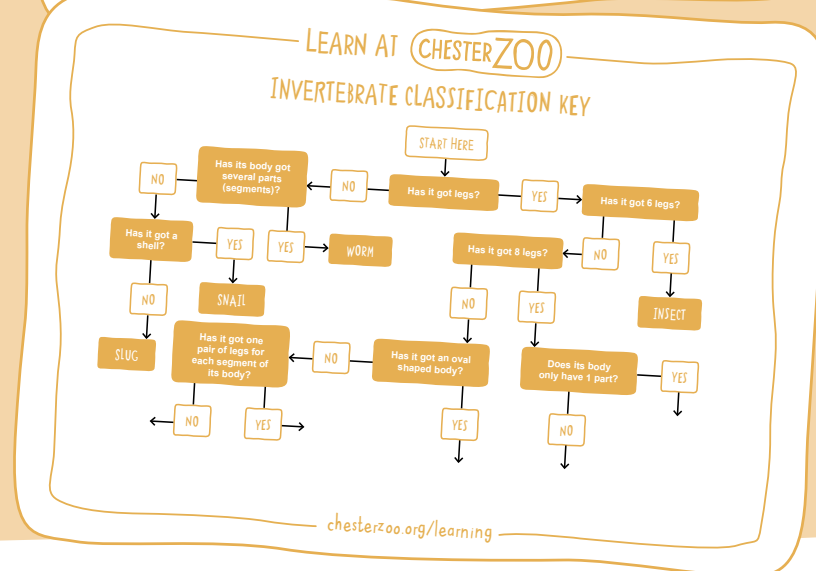 LEARN AT CHESTER ZOO
INVERTEBRATE CLASSIFICATION KEY
START HERE
Has it got legs?
NO
YES
Has its body got
several parts
(segments)?
NO
YES
WORM
Has it got a
shell?
YES
SNAIL
NO
SLUG
Has it got 6 legs?
YES
INSECT
NO
Has it got 8 legs?
NO
YES
Does its body
only have 1 part?
YES
NO
Has it got an oval
shaped body?
YES
NO
Has it got one
pair of legs for
each segment of
its body?
NO
YES
chesterzoo.org/learning